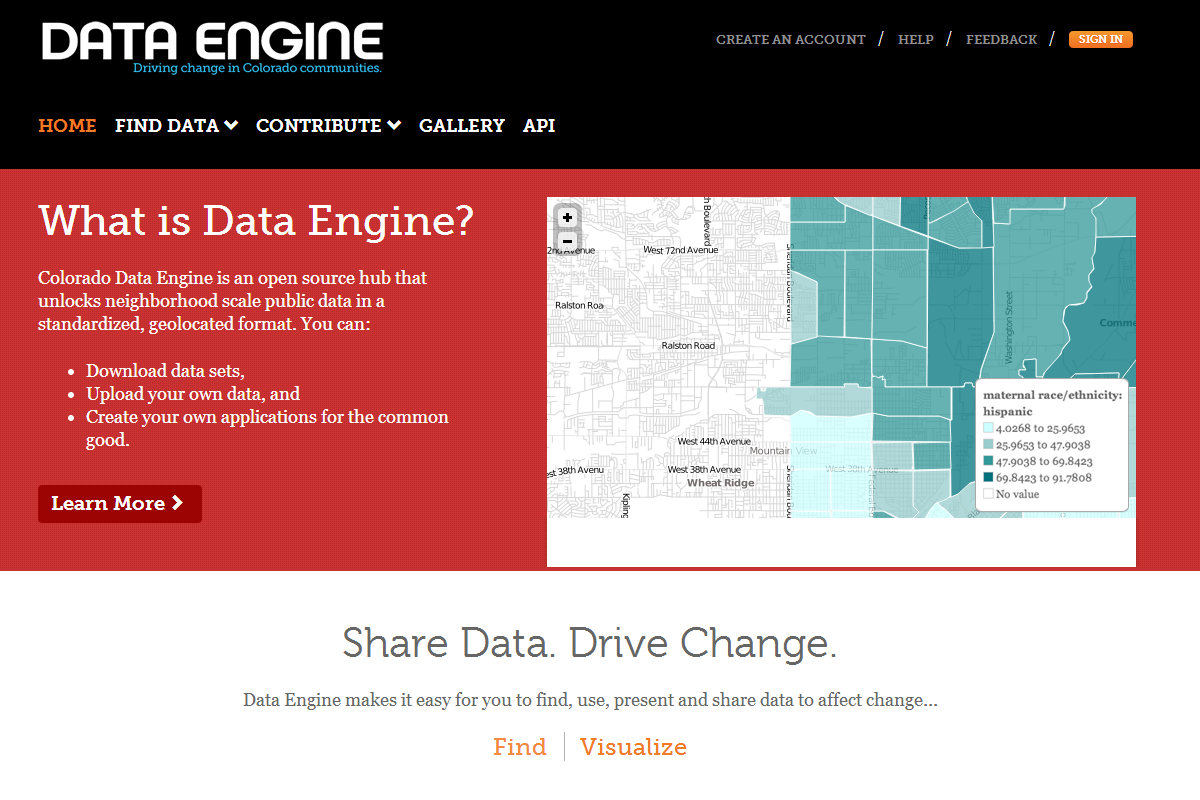 DATA ENGINE
Driving change in Colorado communities.
CREATE AN ACCOUNT / HELP / FEEDBACK / SIGN IN
HOME FIND DATA CONTRIBUTE GALLERY API
What is Data Engine?
Colorado Data Engine is an open source hub that
unlocks neighborhood scale public data in a
standardized, geolocated format. You can:
• Download data sets,
• Upload your own data, and
• Create your own applications for the common
good.
Learn More
+
−
2nd Avenue
West 72nd Avenue
h Boulevard
Sheridan Boulevard
Ralston Roa
Ralston Road
Washington Street
Comme
West 44th Avenue
Mountain View
st 38th Avenu
West 38th Avenue
West 38th Avenue
Wheat Ridge
Kipling
Sheridan Bou
Federal
maternal race/ethnicity:
hispanic
4.0268 to 25.9653
25.9653 to 47.9038
47.9038 to 69.8423
69.8423 to 91.7808
No value
Share Data. Drive Change.
Data Engine makes it easy for you to find, use, present and share data to affect change...
Find | Visualize